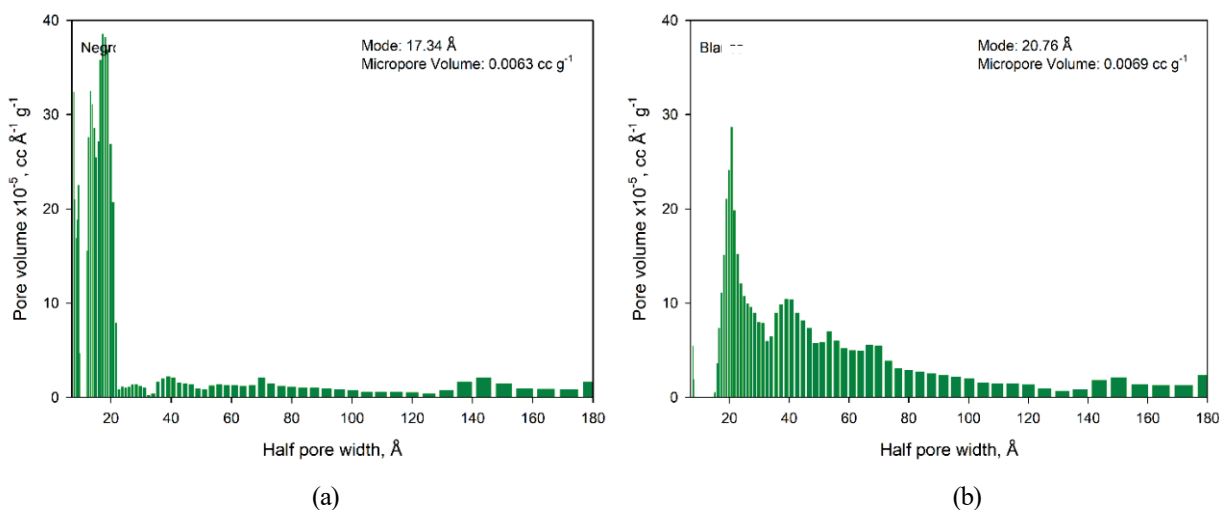 40
30
20
10
0
Pore volume x10⁻⁵, cc Å⁻¹ g⁻¹
Mode: 17.34 Å
Micropore Volume: 0.0063 cc g⁻¹
20 40 60 80 100 120 140 160 180
Half pore width, Å
(a)
40
30
20
10
0
Pore volume x10⁻⁵, cc Å⁻¹ g⁻¹
Mode: 20.76 Å
Micropore Volume: 0.0069 cc g⁻¹
20 40 60 80 100 120 140 160 180
Half pore width, Å
(b)